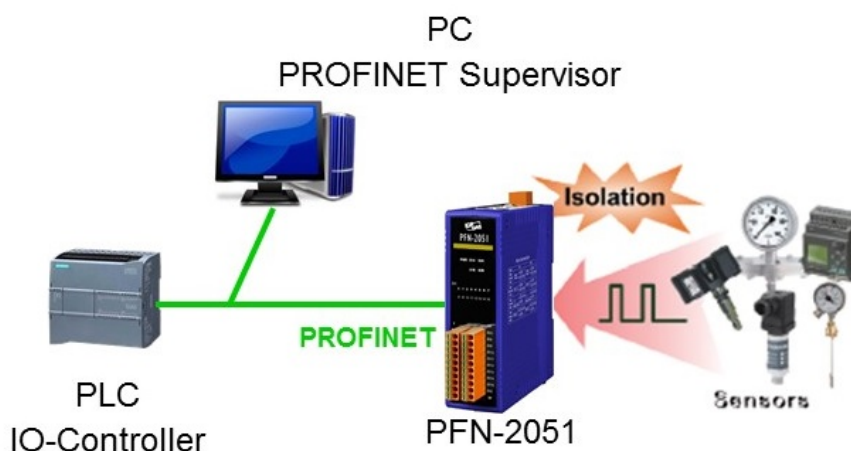 PC
PROFINET Supervisor
Isolation
PFN-2051
PROFINET
Sensors
PLC
IO-Controller
PFN-2051